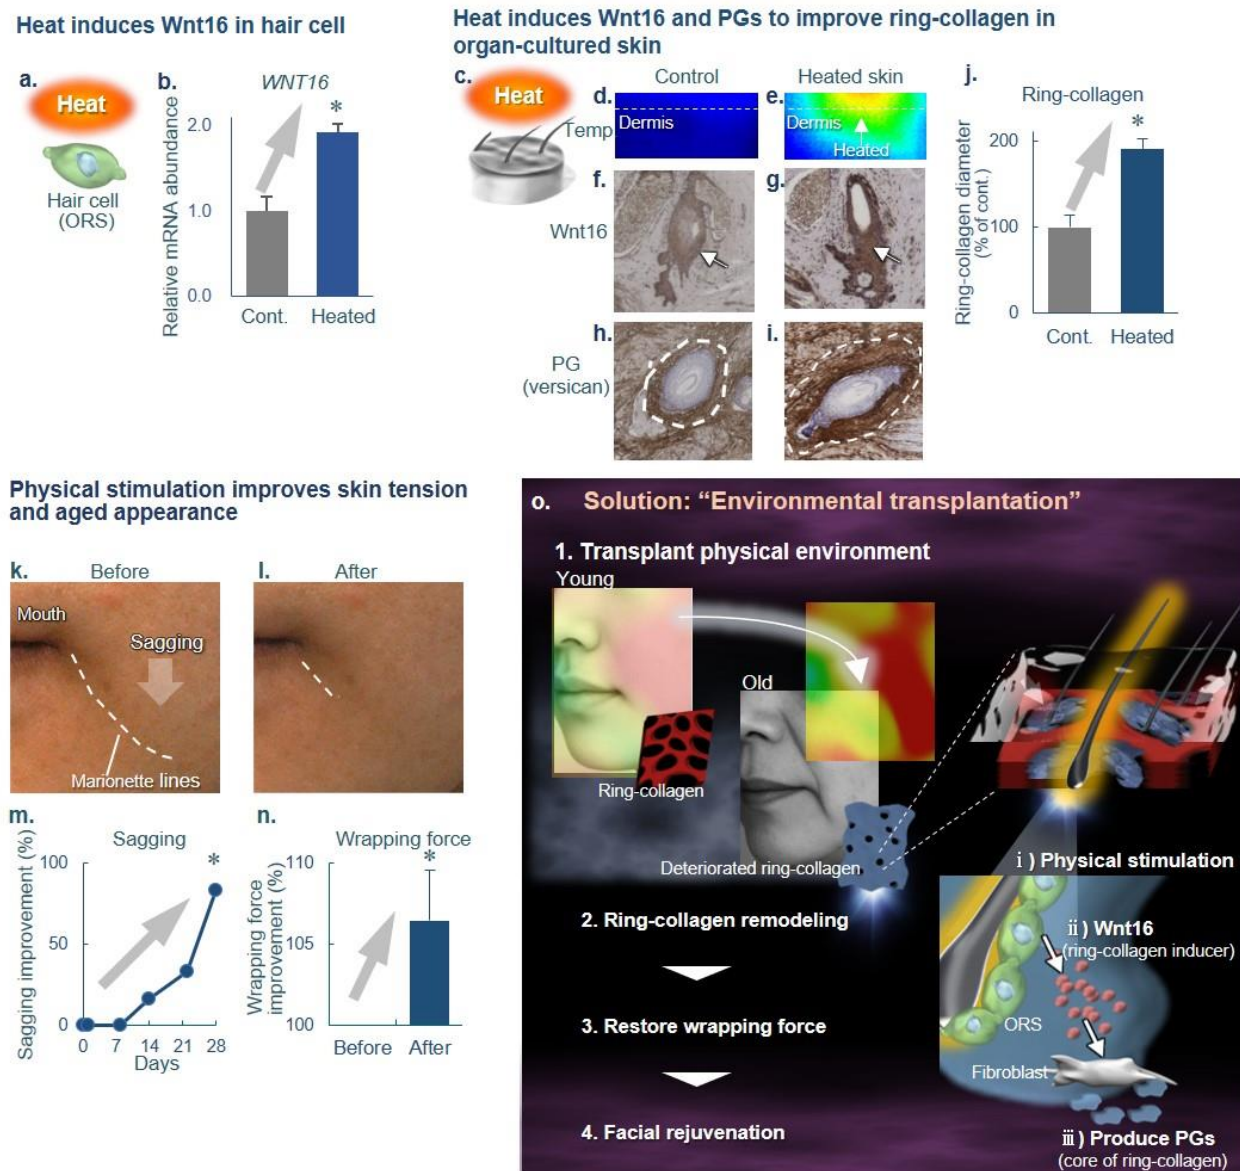 Heat induces Wnt16 in hair cell
a.
Heat
Hair cell
(ORS)
b.
WNT16
*
Relative mRNA abundance
2.0
1.0
0.0
Cont.
Heated
Heat induces Wnt16 and PGs to improve ring-collagen in
organ-cultured skin
c.
Heat
Control
Heated skin
Temp
d.
Dermis
e.
Dermis
Heated
Wnt16
f.
g.
PG
(versican)
h.
i.
j.
Ring-collagen
*
Ring-collagen diameter
(% of cont.)
200
100
0
Cont.
Heated
Physical stimulation improves skin tension
and aged appearance
k.
Before
Mouth
Sagging
Marionette lines
l.
After
m.
Sagging
*
Sagging improvement (%)
100
50
0
0
7
14
21
28
Days
n.
Wrapping force
*
Wrapping force
improvement (%)
110
105
100
Before
After
o.
Solution: “Environmental transplantation”
1. Transplant physical environment
Young
Ring-collagen
Old
Deteriorated ring-collagen
2. Ring-collagen remodeling
3. Restore wrapping force
4. Facial rejuvenation
ⅰ) Physical stimulation
ⅱ) Wnt16
(ring-collagen inducer)
ORS
Fibroblast
ⅲ) Produce PGs
(core of ring-collagen)